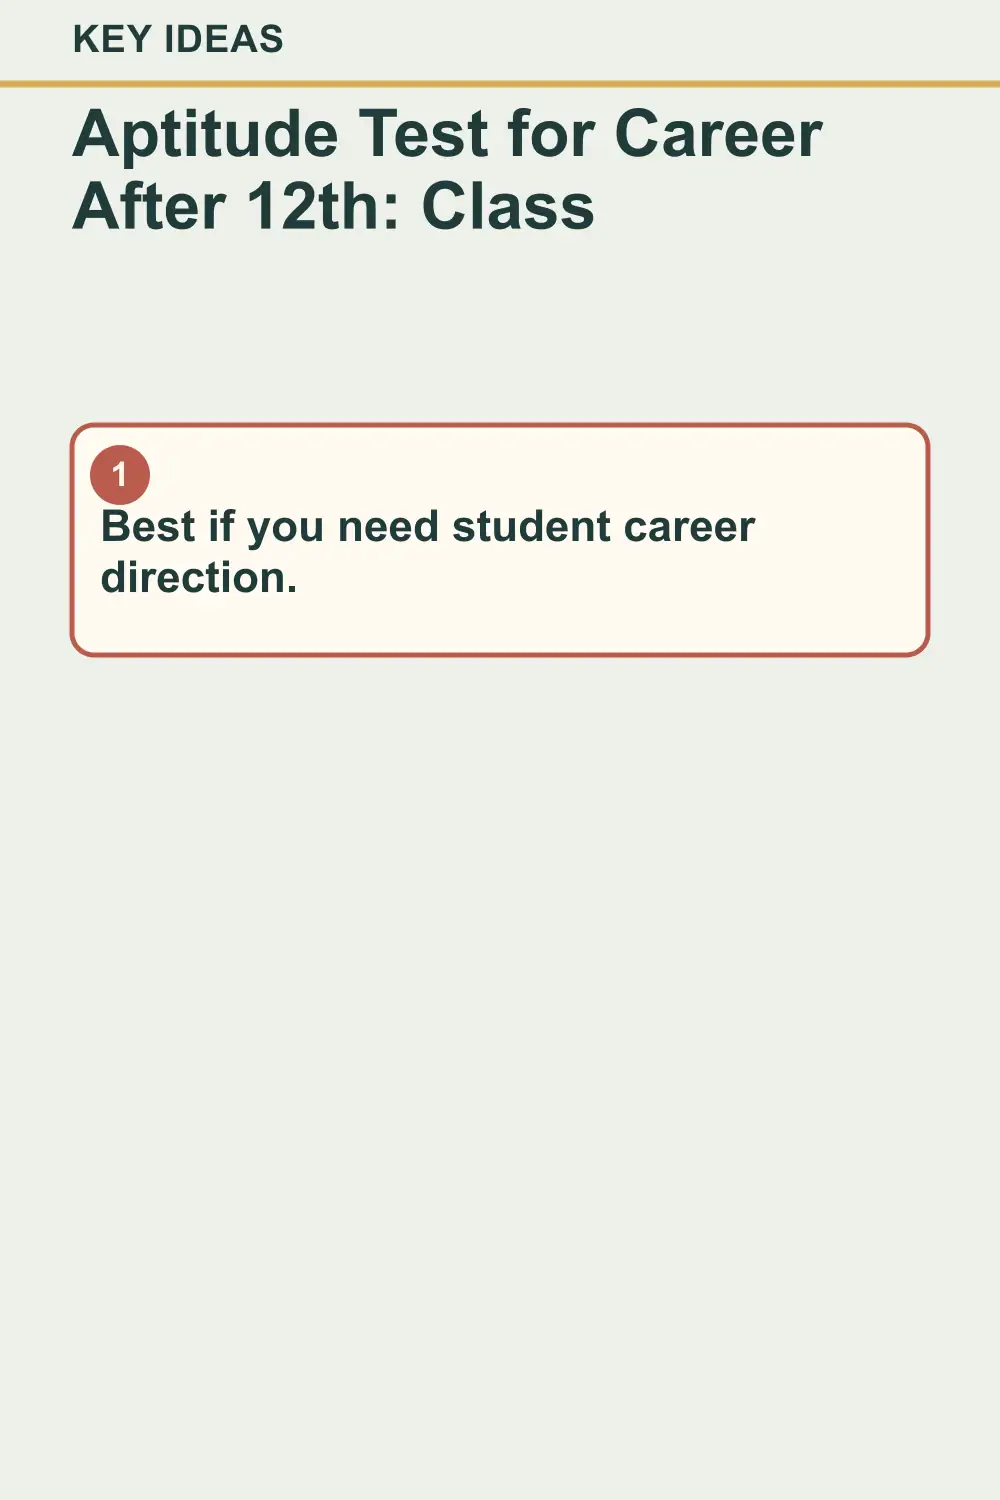 KEY IDEAS
Aptitude Test for Career
After 12th: Class
1
Best if you need student career
direction.